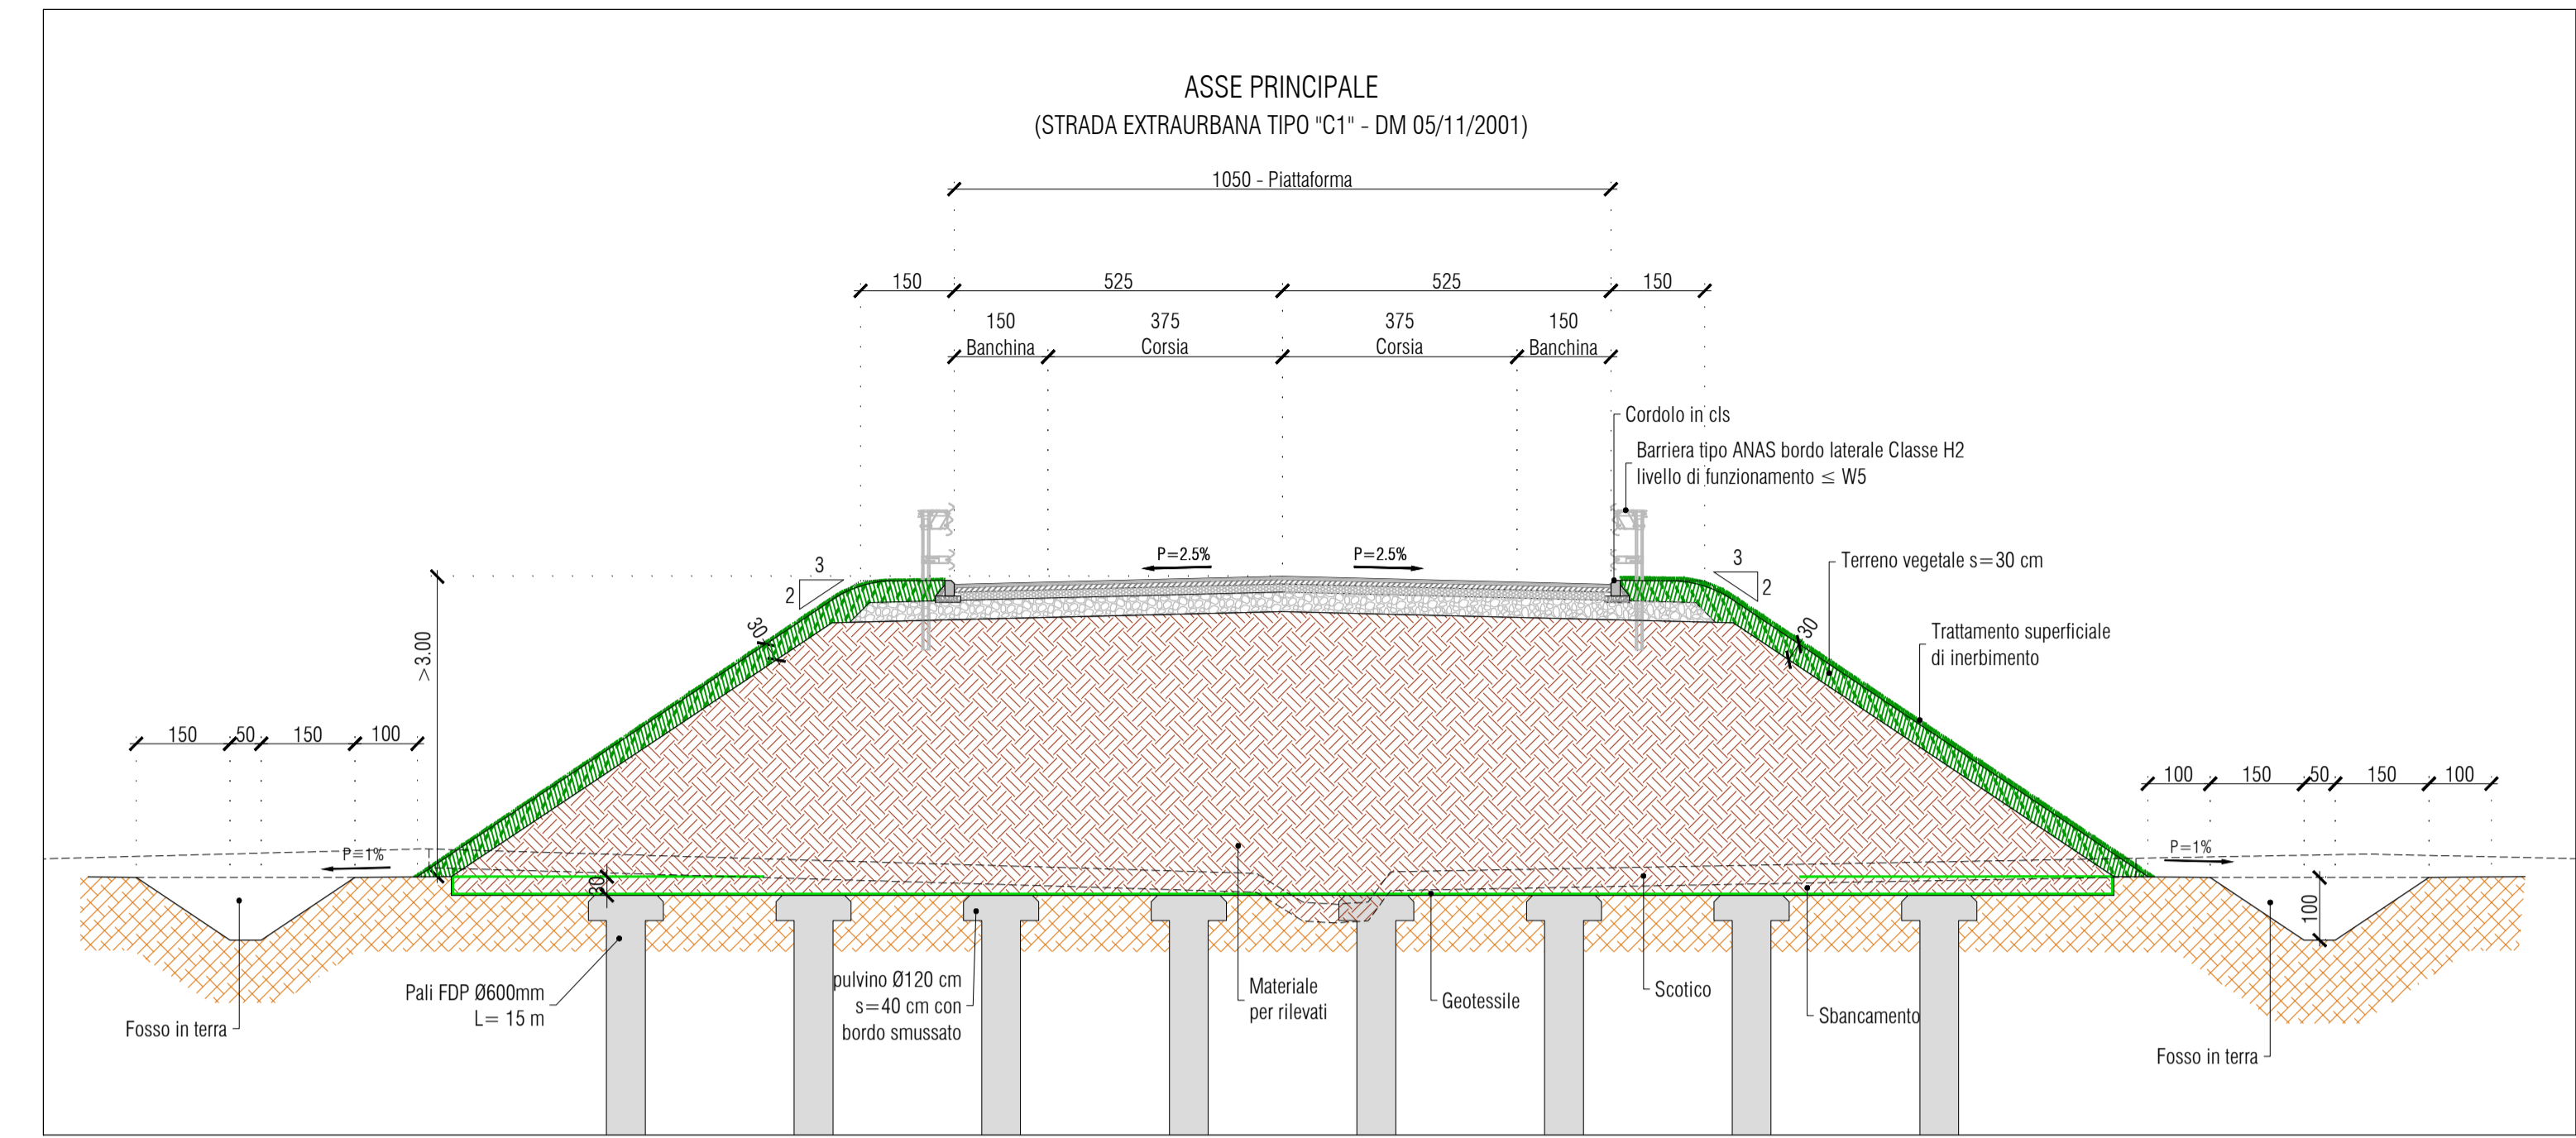 ASSE PRINCIPALE
(STRADA EXTRAURBANA TIPO "C1" - DM 05/11/2001)
1050 - Piattaforma
150 525 525 150
150 375 375 150
Banchina Corsia Corsia Banchina
Cordolo in cls
Barriera tipo ANAS bordo laterale Classe H2
livello di funzionamento ≤ W5
P=2.5% P=2.5%
3
2
3
2
Terreno vegetale s=30 cm
30
30
Trattamento superficiale
di inerbimento
>3.00
150 50 150 100
100 150 50 150 100
P=1%
P=1%
30
100
pulvino Ø120 cm
s=40 cm con
bordo smussato
Pali FDP Ø600mm
L= 15 m
Materiale
per rilevati
Geotessile
Scotico
Sbancamento
Fosso in terra
Fosso in terra